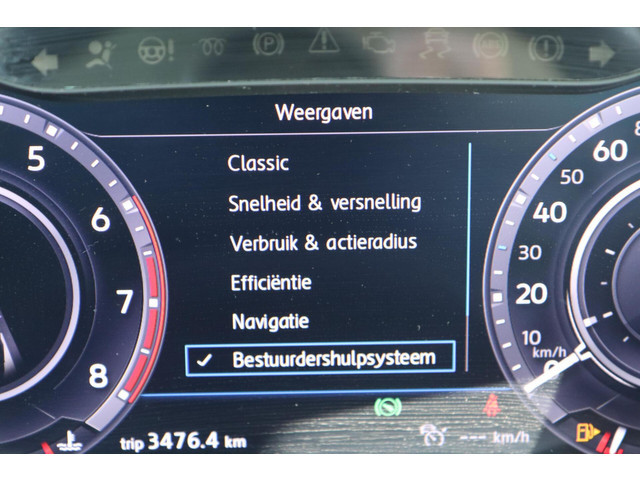 Weergaven
Classic
Snelheid & versnelling
Verbruik & actieradius
Efficiëntie
Navigatie
Bestuurdershulpsysteem
5
6
7
8
60
50
40
30
20
10
km/h
0
trip 3476.4 km
--- km/h